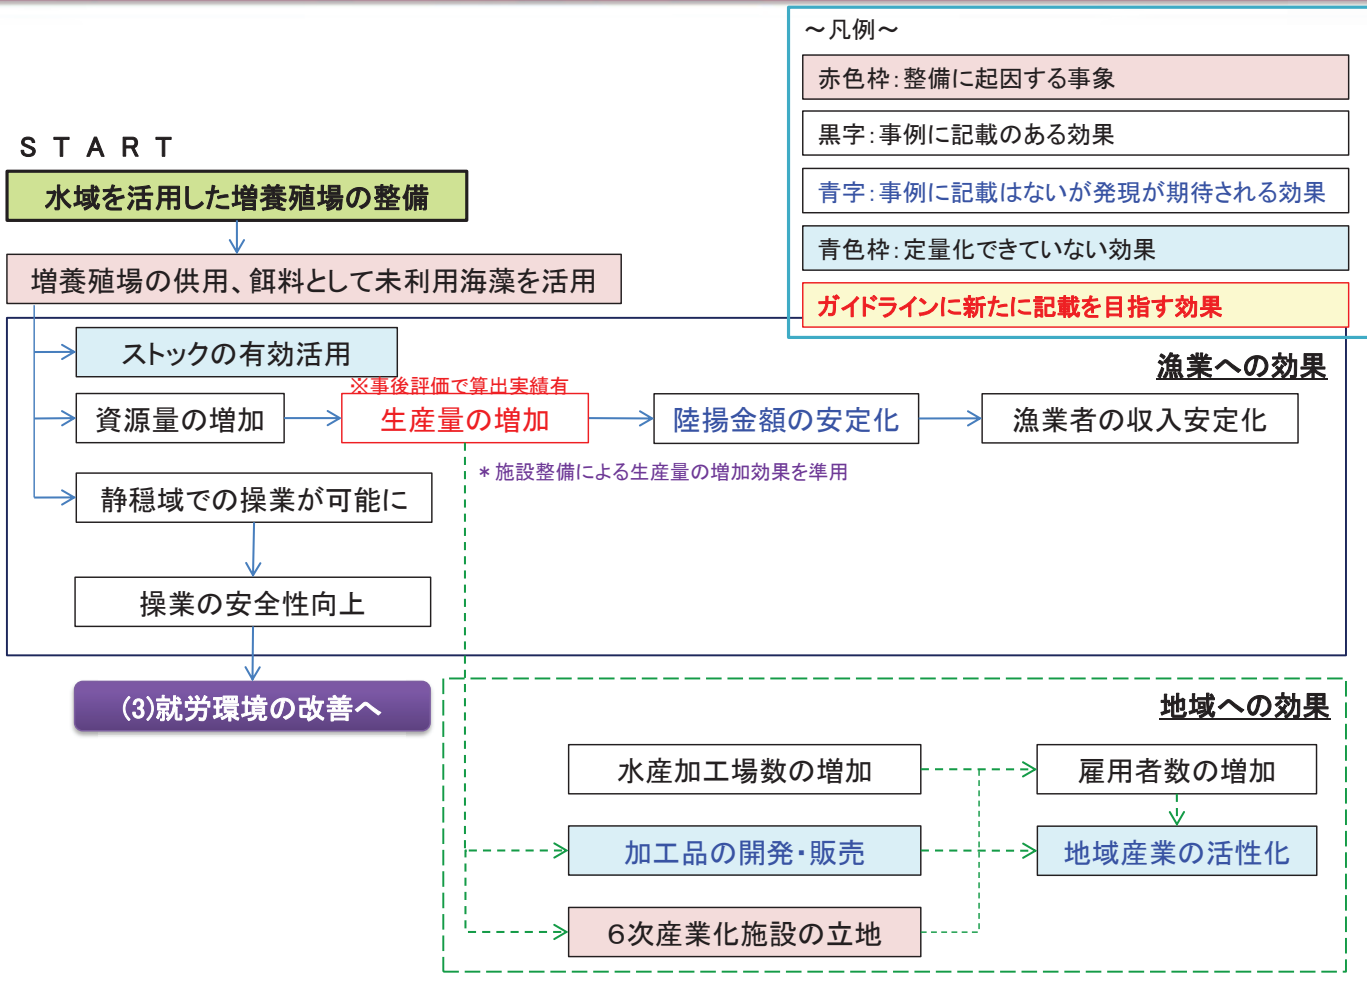 ～凡例～
赤色枠：整備に起因する事象
黒字：事例に記載のある効果
青字：事例に記載はないが発現が期待される効果
青色枠：定量化できていない効果
ガイドラインに新たに記載を目指す効果
ＳＴＡＲＴ
水域を活用した増養殖場の整備
増養殖場の供用、餌料として未利用海藻を活用
漁業への効果
ストックの有効活用
※事後評価で算出実績有
資源量の増加
生産量の増加
陸揚金額の安定化
漁業者の収入安定化
＊施設整備による生産量の増加効果を準用
静穏域での操業が可能に
操業の安全性向上
(3)就労環境の改善へ
地域への効果
水産加工場数の増加
雇用者数の増加
加工品の開発・販売
地域産業の活性化
６次産業化施設の立地